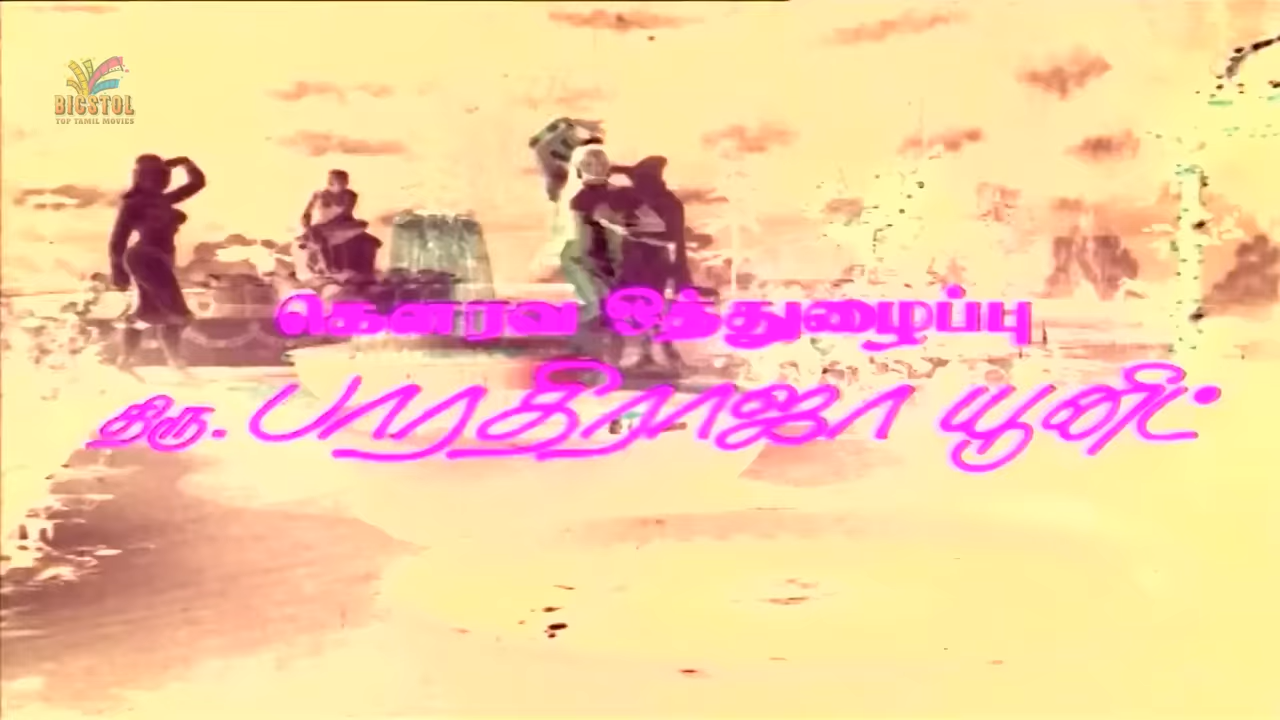 BIGSTOL
TOP TAMIL MOVIES
கௌரவ ஒத்துழைப்பு
திரு. பாரதிராஜா யூனிட்